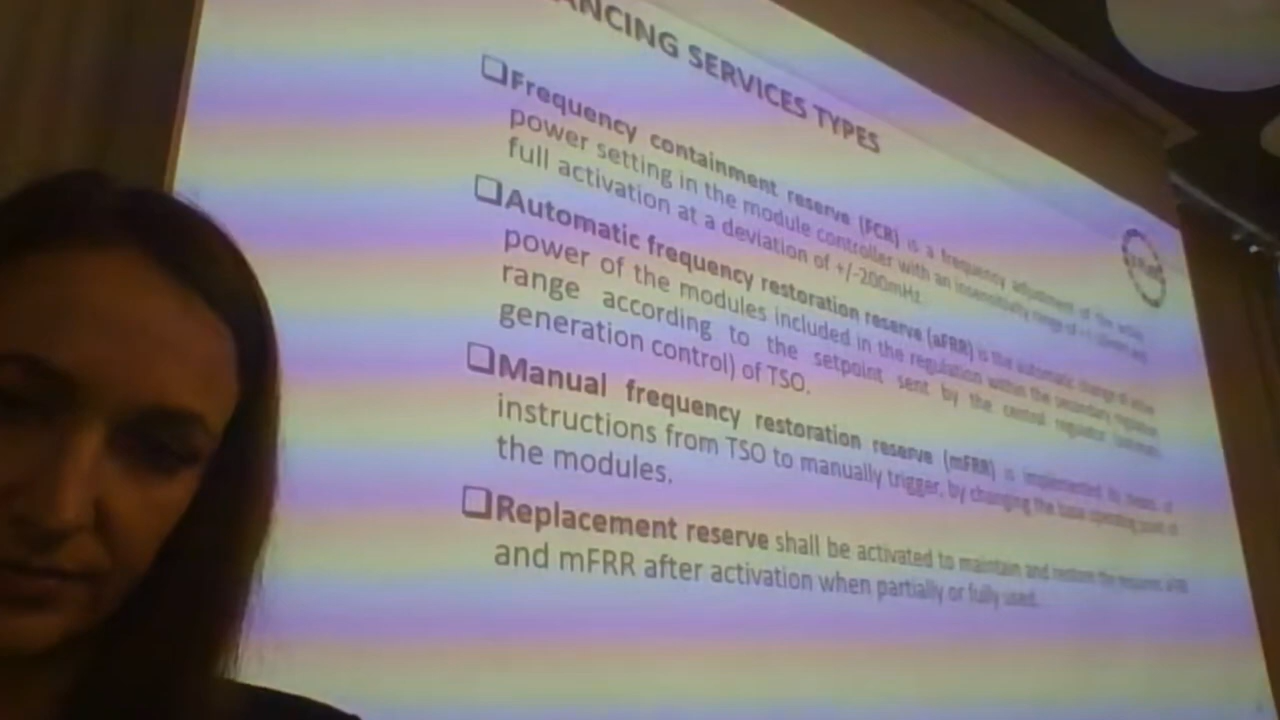 ANCING SERVICES TYPES
❑Frequency containment reserve (FCR) is a frequency adjustment of the active
power setting in the module controller with an insensitivity range of
full activation at a deviation of +/-200mHz.
❑Automatic frequency restoration reserve (aFRR) is the automatic change of active
power of the modules included in the regulation within the secondary regulation
range according to the setpoint sent by the central regulator
generation control) of TSO.
❑Manual frequency restoration reserve (mFRR) is implemented by means of
instructions from TSO to manually trigger, by changing the base operating point of
the modules.
❑Replacement reserve shall be activated to maintain and restore the required aFRR
and mFRR after activation when partially or fully used.